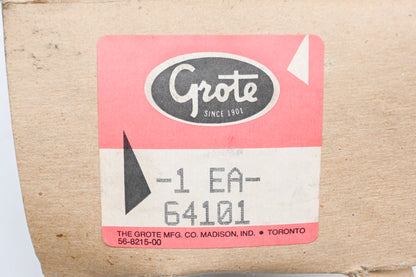 Grote
SINCE 1901
-1 EA-
64101
THE GROTE MFG. CO. MADISON, IND. • TORONTO
56-8215-00